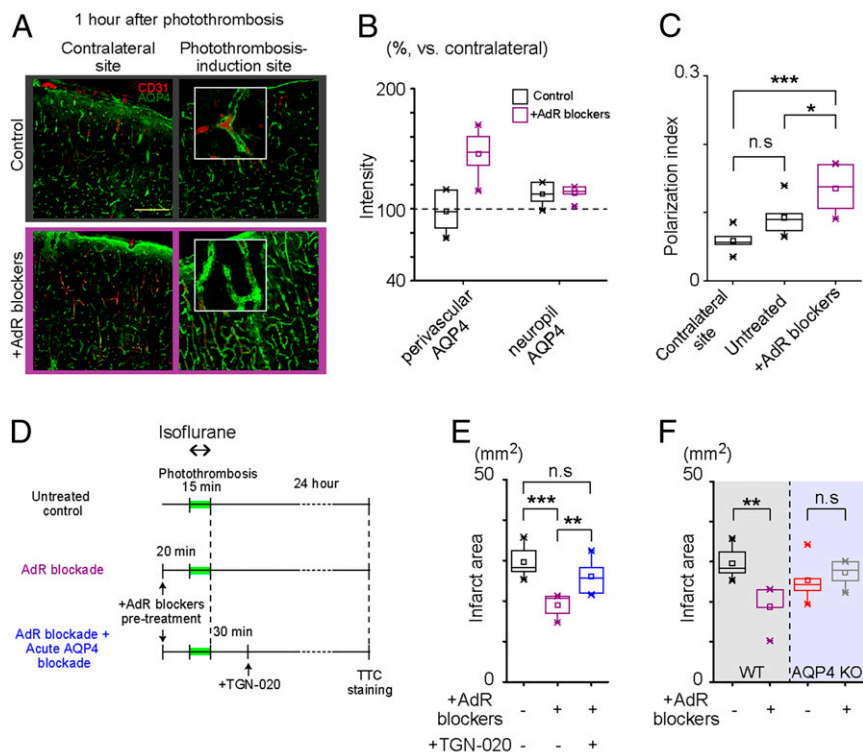 A
1 hour after photothrombosis
Contralateral site
Photothrombosis-induction site
CD31
AQP4
Control
+AdR blockers
B
(%, vs. contralateral)
200
100
40
Intensity
Control
+AdR blockers
perivascular AQP4
neuropil AQP4
C
0.3
0
Polarization index
***
*
n.s
Contralateral site
Untreated
+AdR blockers
D
Isoflurane
Photothrombosis
15 min
24 hour
Untreated control
20 min
AdR blockade
+AdR blockers pre-treatment
30 min
AdR blockade + Acute AQP4 blockade
+TGN-020
TTC staining
E
(mm²)
50
0
Infarct area
n.s
***
**
+AdR blockers - + +
+TGN-020 - - +
F
(mm²)
50
0
Infarct area
**
n.s
WT
AQP4 KO
+AdR blockers - + - +